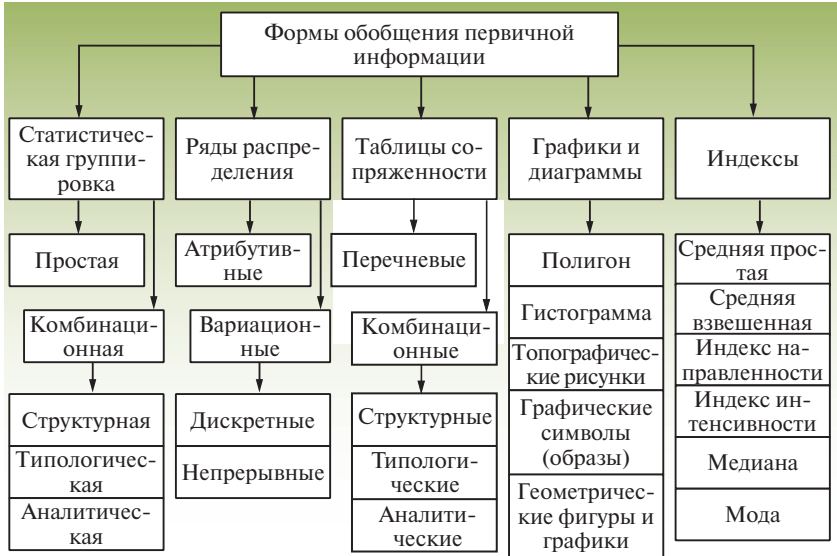 Формы обобщения первичной
информации
Статистичес-
кая группи-
ровка
Ряды распре-
деления
Таблицы со-
пряженности
Графики и
диаграммы
Индексы
Простая
Комбинаци-
онная
Структурная
Типологичес-
кая
Аналитичес-
кая
Атрибутив-
ные
Вариацион-
ные
Дискретные
Непрерывные
Перечневые
Комбинаци-
онные
Структурные
Типологи-
ческие
Аналити-
ческие
Полигон
Гистограмма
Топографичес-
кие рисунки
Графические
символы
(образы)
Геометричес-
кие фигуры и
графики
Средняя прос-
тая
Средняя
взвешенная
Индекс на-
правленности
Индекс ин-
тенсивности
Медиана
Мода